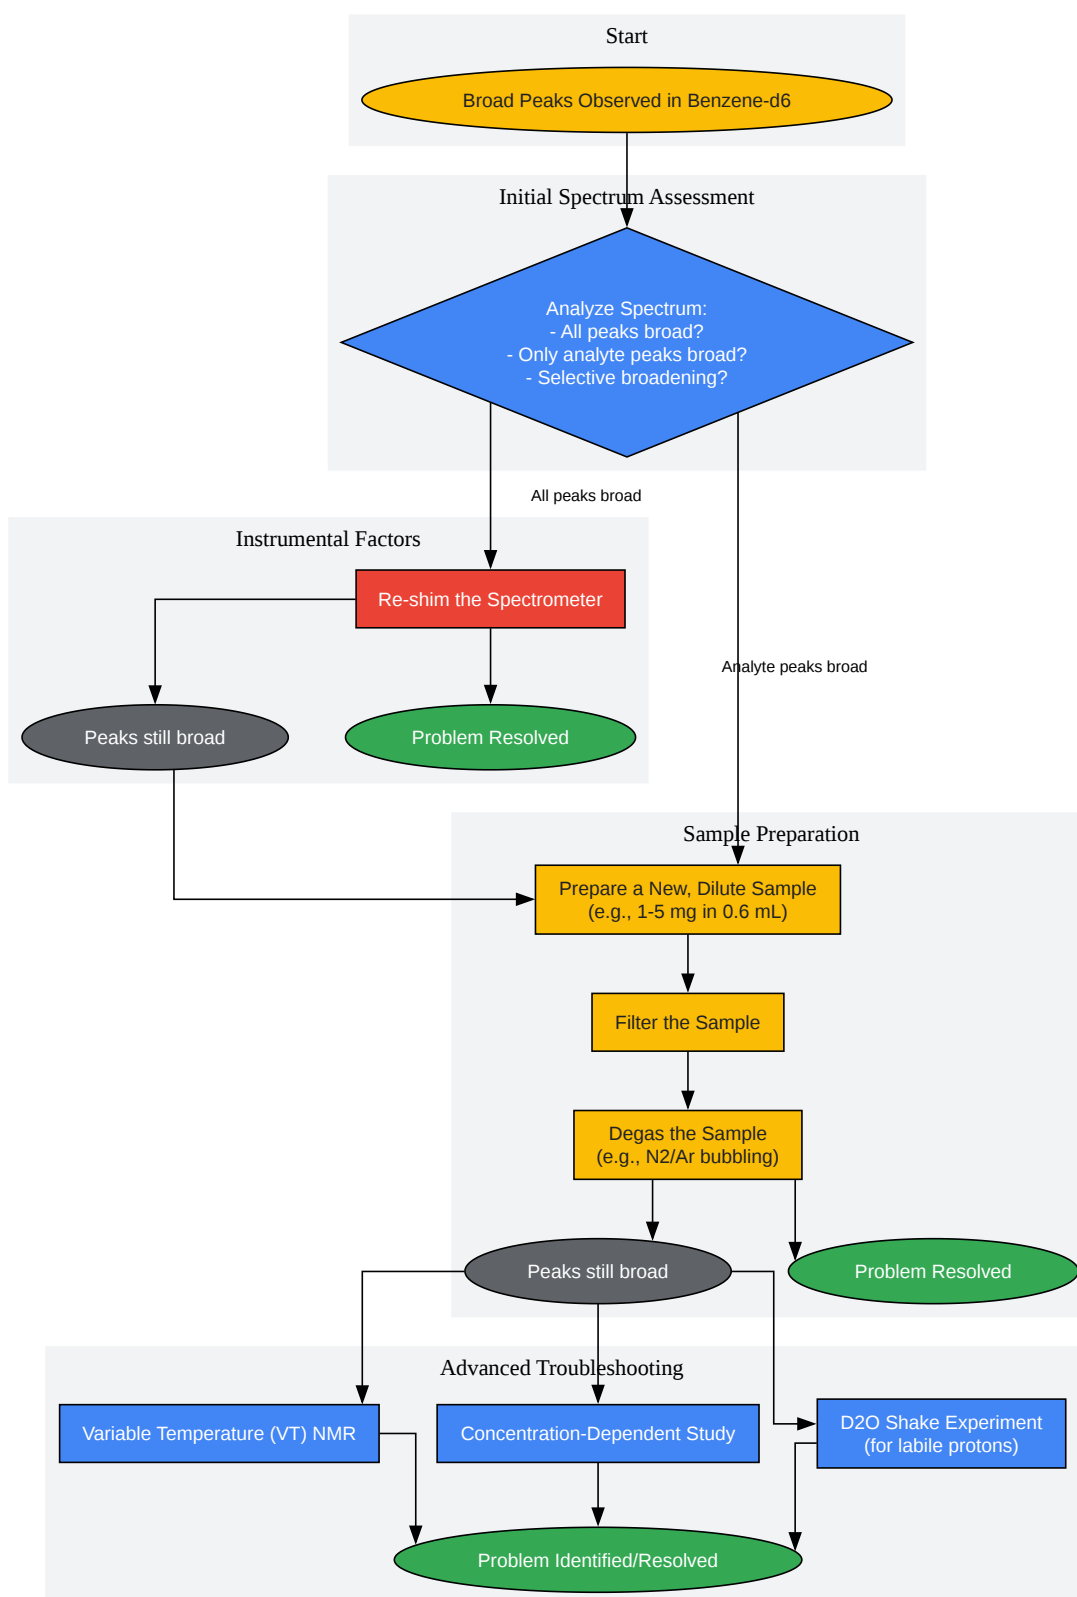 Start
Broad Peaks Observed in Benzene-d6
Initial Spectrum Assessment
Analyze Spectrum:
- All peaks broad?
- Only analyte peaks broad?
- Selective broadening?
All peaks broad
Instrumental Factors
Re-shim the Spectrometer
Analyte peaks broad
Peaks still broad
Problem Resolved
Sample Preparation
Prepare a New, Dilute Sample
(e.g., 1-5 mg in 0.6 mL)
Filter the Sample
Degas the Sample
(e.g., N2/Ar bubbling)
Peaks still broad
Problem Resolved
Advanced Troubleshooting
Variable Temperature (VT) NMR
Concentration-Dependent Study
D2O Shake Experiment
(for labile protons)
Problem Identified/Resolved